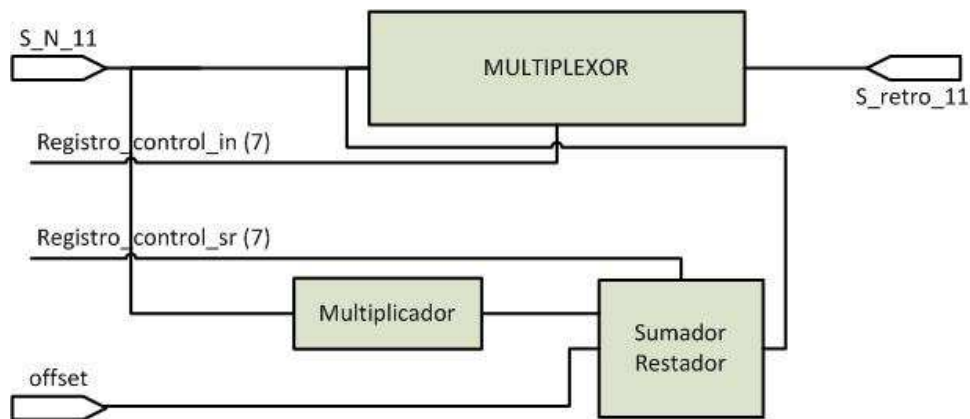 S_N_11
MULTIPLEXOR
S_retro_11
Registro_control_in (7)
Registro_control_sr (7)
Multiplicador
Sumador
Restador
offset